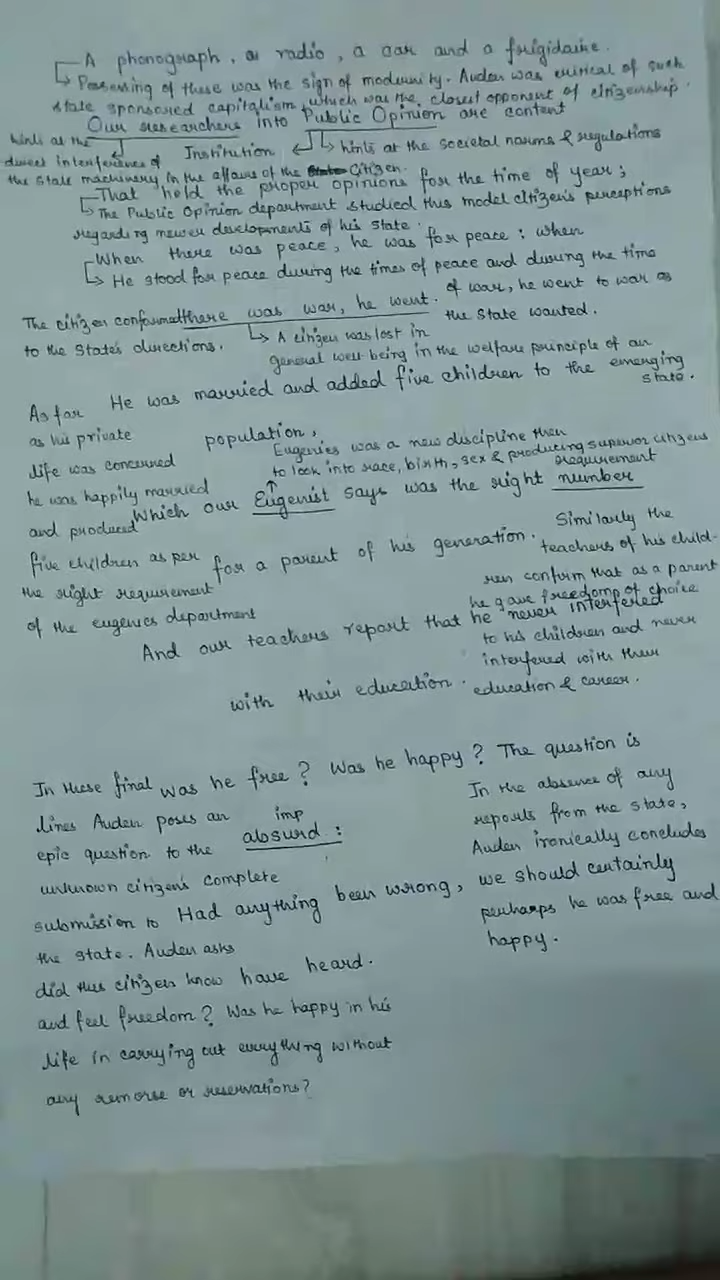 A phonograph, a radio, a car and a frigidaire.
Possessing of these was the sign of modernity. Auden was critical of such
state sponsored capitalism, which was the closest opponent of citizenship.
Our researchers into Public Opinion are content
hints at the direct interference of the State machinery in the affairs of the Citizen.
Institution
hints at the societal norms & regulations
That held the proper opinions for the time of year;
The Public Opinion department studied this model citizen's perceptions
regarding newer developments of his state.
When there was peace, he was for peace: when
He stood for peace during the times of peace and during the time
of war, he went to war as
the State wanted.
there was war, he went.
The citizen conformed
to the State's directions.
A citizen was lost in
general well being in the welfare principle of an
emerging
state.
He was married and added five children to the
population,
As far
as his private
life was concerned
he was happily married
and produced
five children as per
the right requirement
of the eugenics department
Eugenics was a new discipline then
to look into race, birth, sex & producing superior citizens
requirement
Which our Eugenist says was the right number
for a parent of his generation.
Similarly the
teachers of his child-
ren confirm that as a parent
he gave freedomp of choice
to his children and never
interfered with their
education & career.
And our teachers report that he never interfered
with their education.
Was he free? Was he happy? The question is
absurd:
imp
In these final
lines Auden poses an
epic question to the
unknown citizen's complete
submission to
the state. Auden asks
did this citizen know
and feel freedom? Was he happy in his
life in carrying out everything without
any remorse or reservations?
Had anything been wrong, we should certainly
have heard.
In the absence of any
reports from the state,
Auden ironically concludes
perharps he was free and
happy.